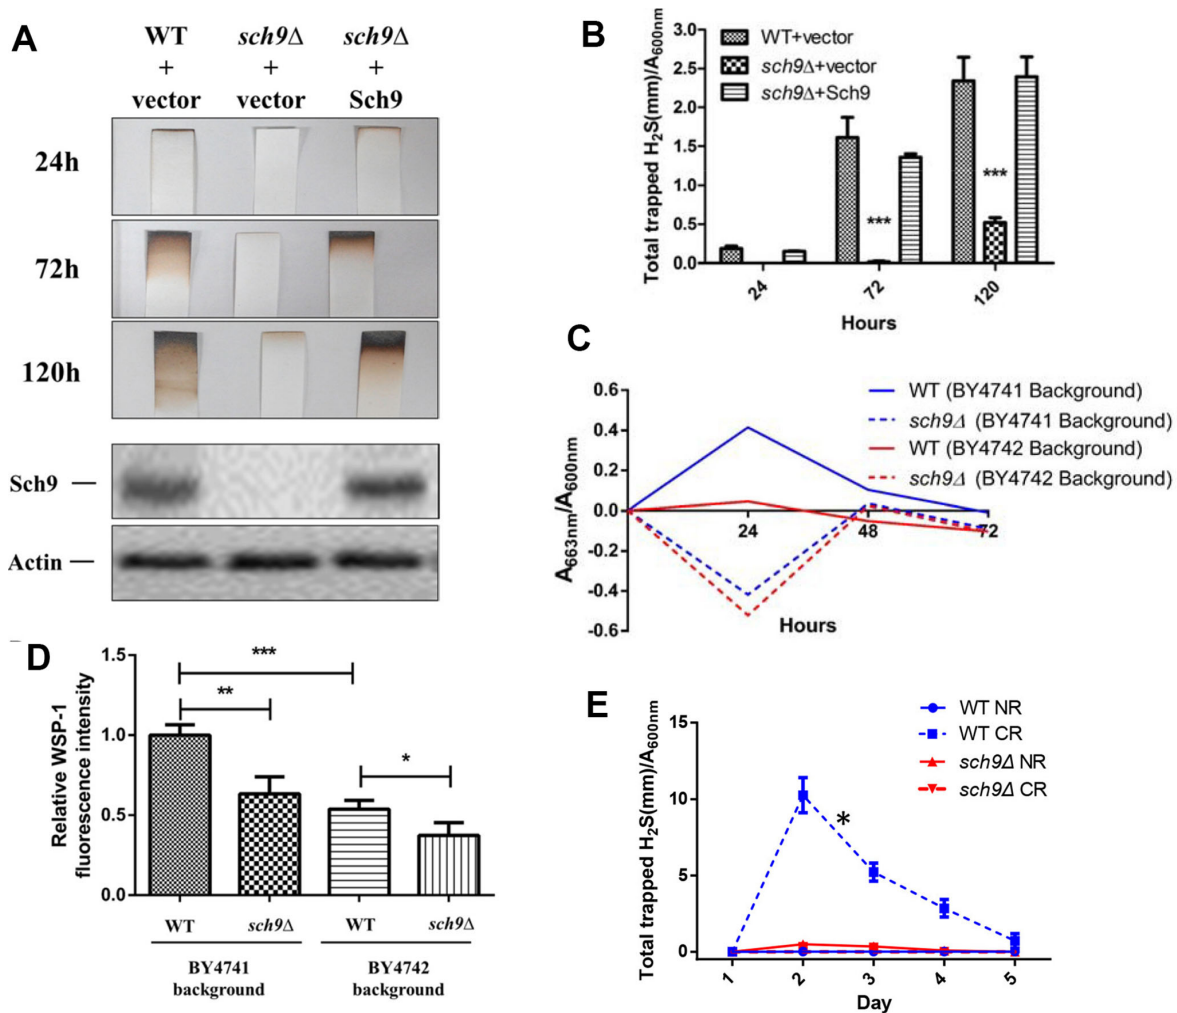 A
WT
+
vector
sch9Δ
+
vector
sch9Δ
+
Sch9
24h
72h
120h
Sch9
Actin
B
Total trapped H₂S(mm)/A₆₀₀ₙₘ
3.0
2.5
2.0
1.5
1.0
0.5
0.0
WT+vector
sch9Δ+vector
sch9Δ+Sch9
***
***
24
72
120
Hours
C
A₆₆₃ₙₘ/A₆₀₀ₙₘ
0.6
0.4
0.2
0.0
-0.2
-0.4
-0.6
WT (BY4741 Background)
sch9Δ (BY4741 Background)
WT (BY4742 Background)
sch9Δ (BY4742 Background)
24
48
72
Hours
D
Relative WSP-1
fluorescence intensity
1.5
1.0
0.5
0.0
***
**
*
WT
sch9Δ
WT
sch9Δ
BY4741
background
BY4742
background
E
Total trapped H₂S(mm)/A₆₀₀ₙₘ
15
10
5
0
WT NR
WT CR
sch9Δ NR
sch9Δ CR
*
1
2
3
4
5
Day